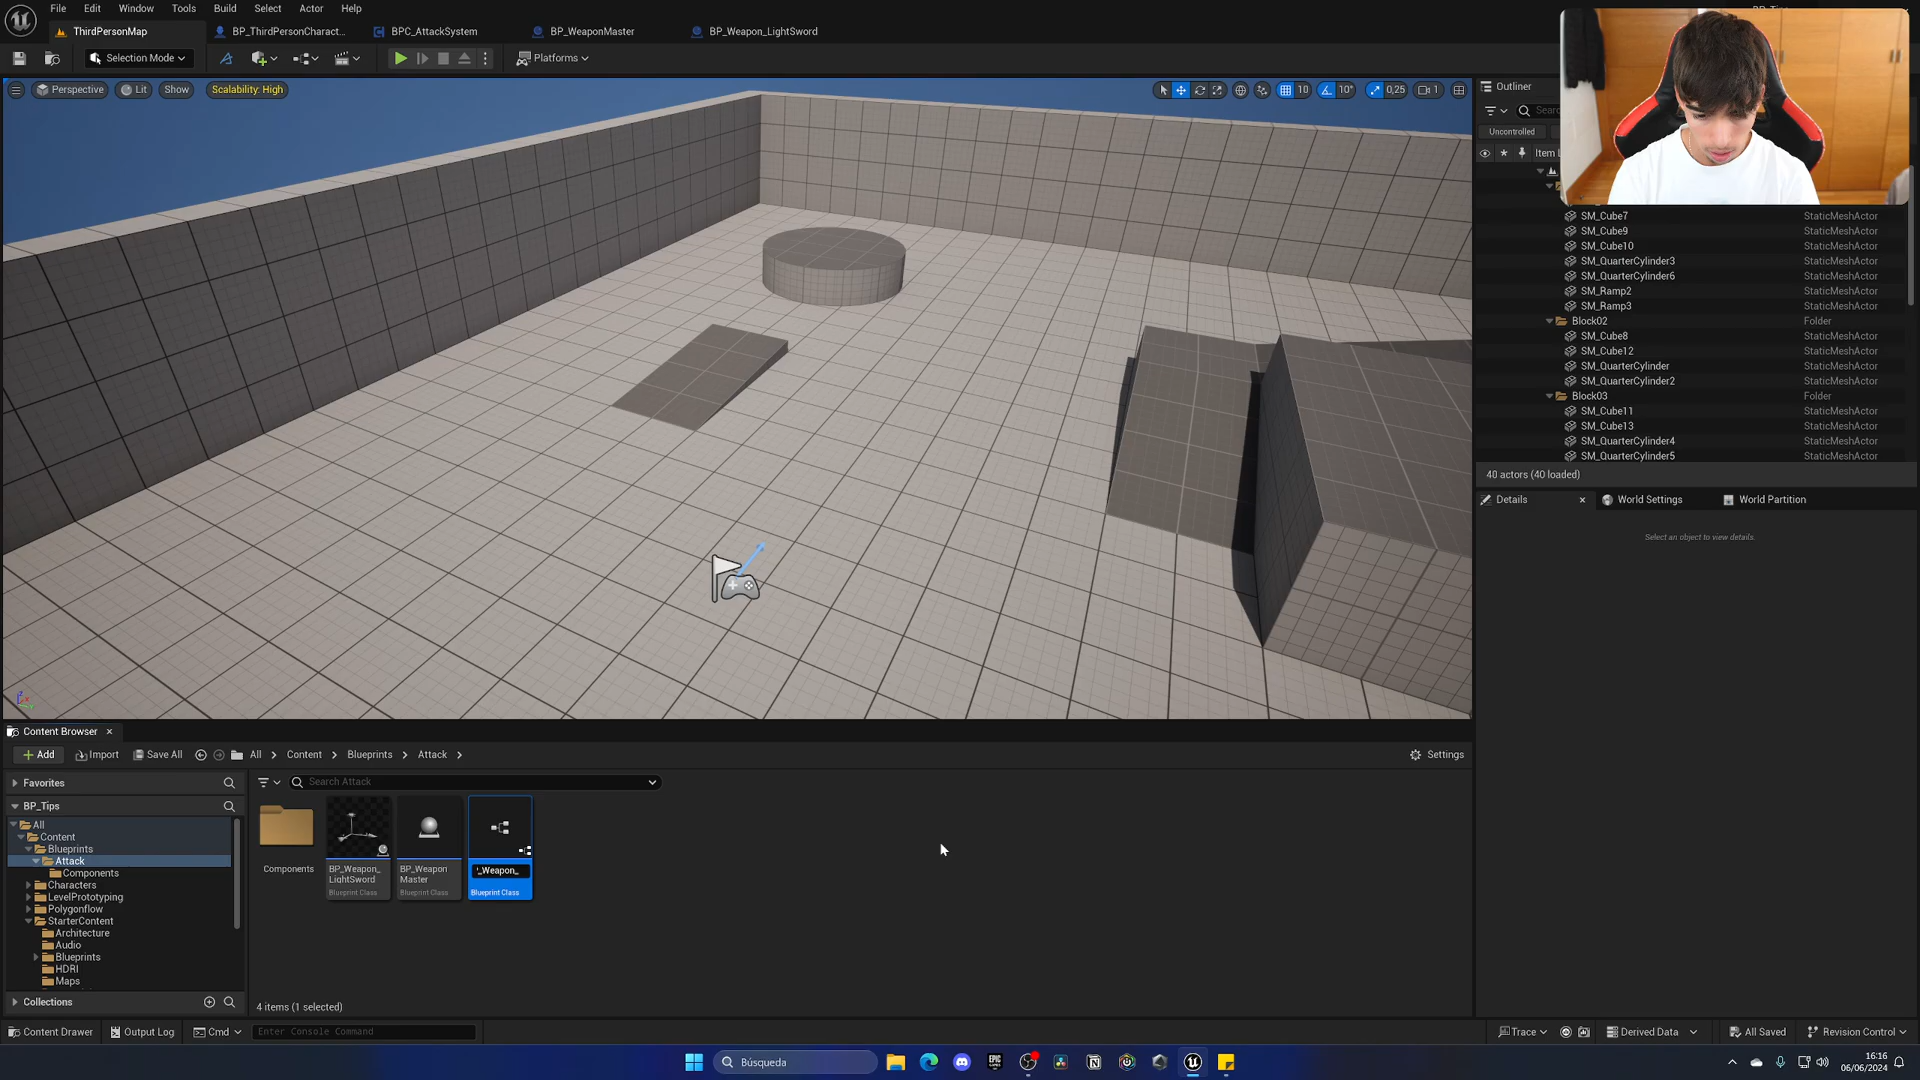 File Edit Window Tools Build Select Actor Help
ThirdPersonMap BP_ThirdPersonCharact... BPC_AttackSystem BP_WeaponMaster BP_Weapon_LightSword
Selection Mode Platforms
Perspective Lit Show Scalability: High 10 10° 0,25 1
Outliner
Uncontrolled
SM_Cube7 StaticMeshActor
SM_Cube9 StaticMeshActor
SM_Cube10 StaticMeshActor
SM_QuarterCylinder3 StaticMeshActor
SM_QuarterCylinder6 StaticMeshActor
SM_Ramp2 StaticMeshActor
SM_Ramp3 StaticMeshActor
Block02 Folder
SM_Cube8 StaticMeshActor
SM_Cube12 StaticMeshActor
SM_QuarterCylinder StaticMeshActor
SM_QuarterCylinder2 StaticMeshActor
Block03 Folder
SM_Cube11 StaticMeshActor
SM_Cube13 StaticMeshActor
SM_QuarterCylinder4 StaticMeshActor
SM_QuarterCylinder5 StaticMeshActor
40 actors (40 loaded)
Details World Settings World Partition
Select an object to view details.
Content Browser
Add Import Save All All Content Blueprints Attack Settings
Favorites
Search Attack
BP_Tips
All
Content
Blueprints
Attack
Components
Characters
LevelPrototyping
Polygonflow
StarterContent
Architecture
Audio
Blueprints
HDRI
Maps
Collections
Components
BP_Weapon_
LightSword
Blueprint Class
BP_Weapon
Master
Blueprint Class
_Weapon_
Blueprint Class
4 items (1 selected)
Content Drawer Output Log Cmd Enter Console Command Trace Derived Data All Saved Revision Control
Búsqueda
16:16
06/06/2024